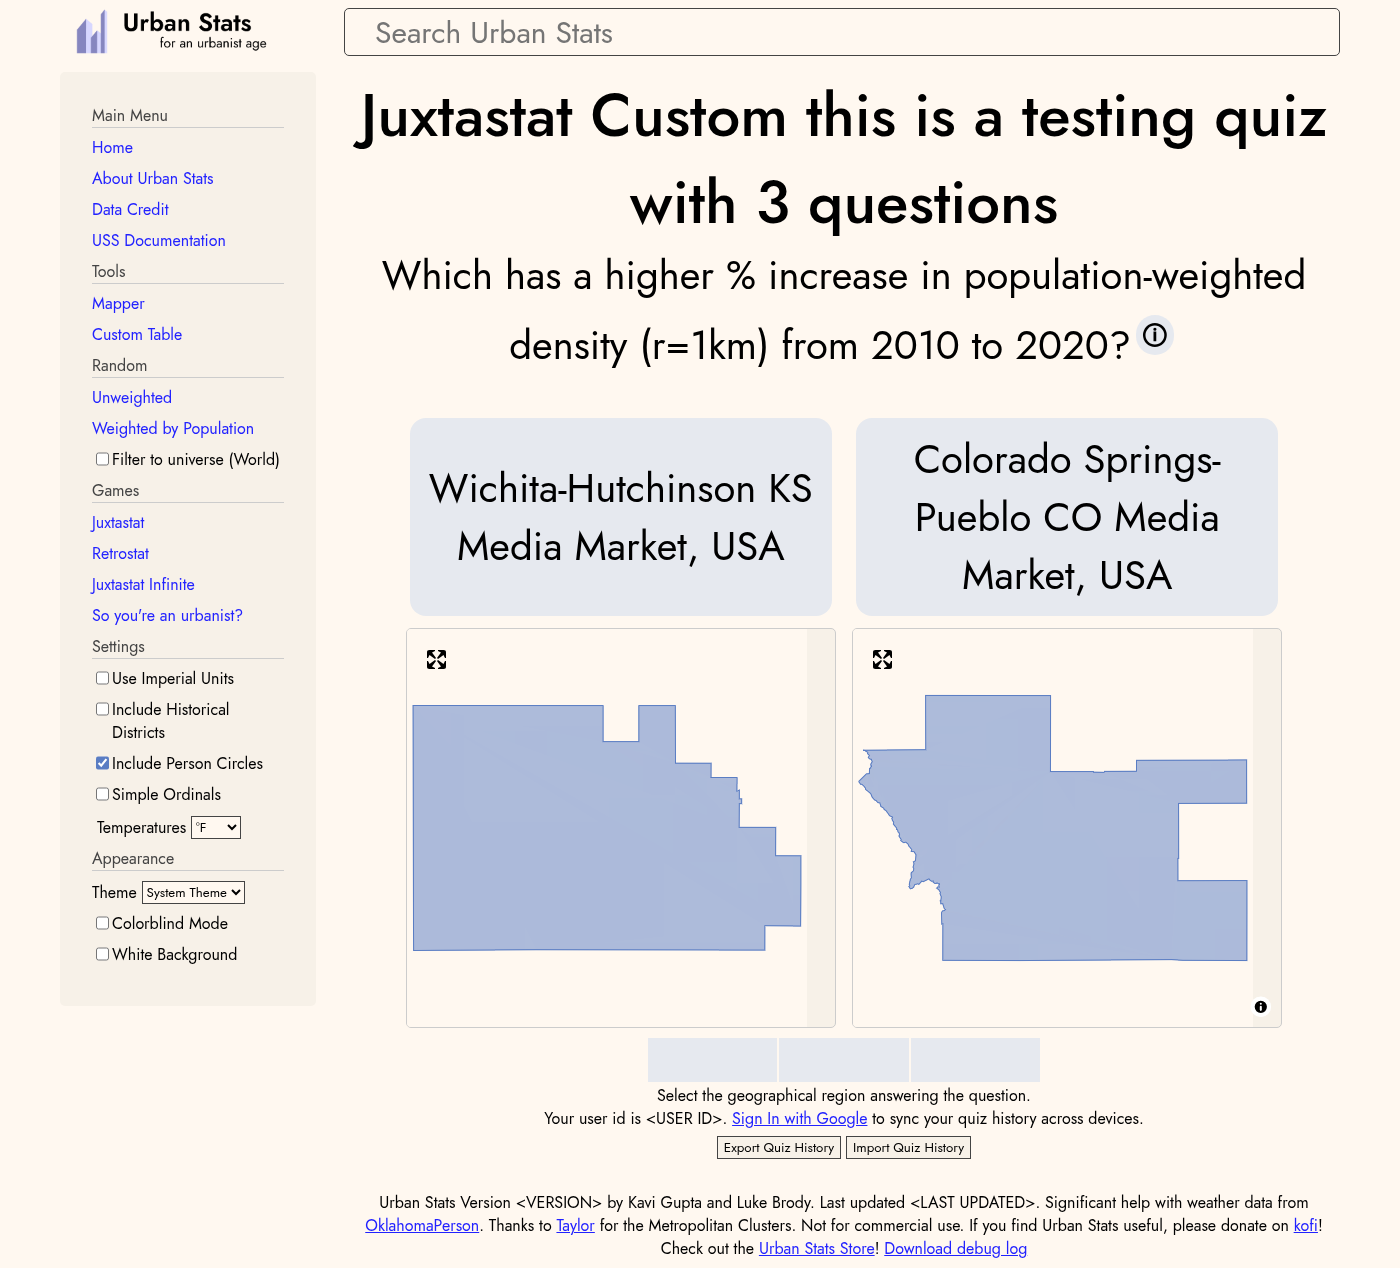 Urban Stats
for an urbanist age
Search Urban Stats
Main Menu
Home
About Urban Stats
Data Credit
USS Documentation
Tools
Mapper
Custom Table
Random
Unweighted
Weighted by Population
Filter to universe (World)
Games
Juxtastat
Retrostat
Juxtastat Infinite
So you're an urbanist?
Settings
Use Imperial Units
Include Historical
Districts
Include Person Circles
Simple Ordinals
Temperatures °F
Appearance
Theme System Theme
Colorblind Mode
White Background
Juxtastat Custom this is a testing quiz
with 3 questions
Which has a higher % increase in population-weighted
density (r=1km) from 2010 to 2020?
Wichita-Hutchinson KS
Media Market, USA
Colorado Springs-
Pueblo CO Media
Market, USA
Select the geographical region answering the question.
Your user id is <USER ID>. Sign In with Google to sync your quiz history across devices.
Export Quiz History Import Quiz History
Urban Stats Version <VERSION> by Kavi Gupta and Luke Brody. Last updated <LAST UPDATED>. Significant help with weather data from
OklahomaPerson. Thanks to Taylor for the Metropolitan Clusters. Not for commercial use. If you find Urban Stats useful, please donate on kofi!
Check out the Urban Stats Store! Download debug log